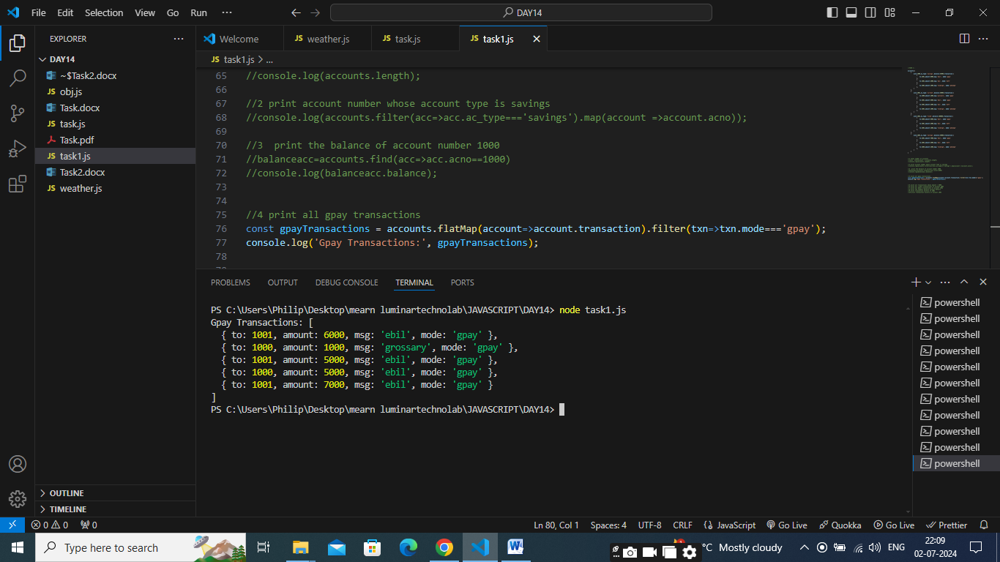 File Edit Selection View Go Run ··· DAY14
EXPLORER ···
DAY14
~$Task2.docx
JS obj.js
Task.docx
JS task.js
Task.pdf
JS task1.js
Task2.docx
JS weather.js
OUTLINE
TIMELINE
Welcome JS weather.js JS task.js JS task1.js
JS task1.js > ...
65 //console.log(accounts.length);
66
67 //2 print account number whose account type is savings
68 //console.log(accounts.filter(acc=>acc.ac_type==='savings').map(account =>account.acno));
69
70 //3  print the balance of account number 1000
71 //balanceacc=accounts.find(acc=>acc.acno==1000)
72 //console.log(balanceacc.balance);
73
74
75 //4 print all gpay transactions
76 const gpayTransactions = accounts.flatMap(account=>account.transaction).filter(txn=>txn.mode==='gpay');
77 console.log('Gpay Transactions:', gpayTransactions);
78
PROBLEMS OUTPUT DEBUG CONSOLE TERMINAL PORTS
PS C:\Users\Philip\Desktop\mearn luminartechnolab\JAVASCRIPT\DAY14> node task1.js
Gpay Transactions: [
{ to: 1001, amount: 6000, msg: 'ebil', mode: 'gpay' },
{ to: 1000, amount: 1000, msg: 'grossary', mode: 'gpay' },
{ to: 1001, amount: 5000, msg: 'ebil', mode: 'gpay' },
{ to: 1000, amount: 5000, msg: 'ebil', mode: 'gpay' },
{ to: 1001, amount: 7000, msg: 'ebil', mode: 'gpay' }
]
PS C:\Users\Philip\Desktop\mearn luminartechnolab\JAVASCRIPT\DAY14>
powershell
powershell
powershell
powershell
powershell
powershell
powershell
powershell
powershell
powershell
powershell
0 0 0 Ln 80, Col 1 Spaces: 4 UTF-8 CRLF {} JavaScript Go Live Quokka Go Live Prettier
Type here to search °C Mostly cloudy ENG 22:09
02-07-2024